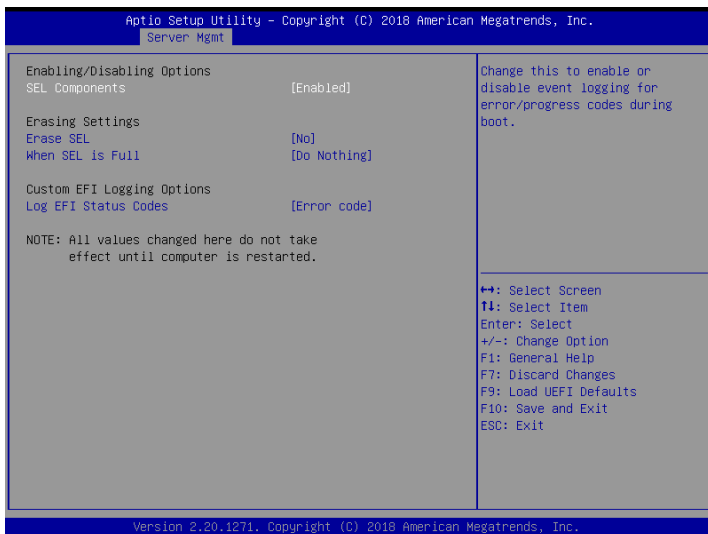 Aptio Setup Utility – Copyright (C) 2018 American Megatrends, Inc.
Server Mgmt
Enabling/Disabling Options
SEL Components [Enabled]
Erasing Settings
Erase SEL [No]
When SEL is Full [Do Nothing]
Custom EFI Logging Options
Log EFI Status Codes [Error code]
NOTE: All values changed here do not take
effect until computer is restarted.
Change this to enable or
disable event logging for
error/progress codes during
boot.
↔: Select Screen
↑↓: Select Item
Enter: Select
+/-: Change Option
F1: General Help
F7: Discard Changes
F9: Load UEFI Defaults
F10: Save and Exit
ESC: Exit
Version 2.20.1271. Copyright (C) 2018 American Megatrends, Inc.